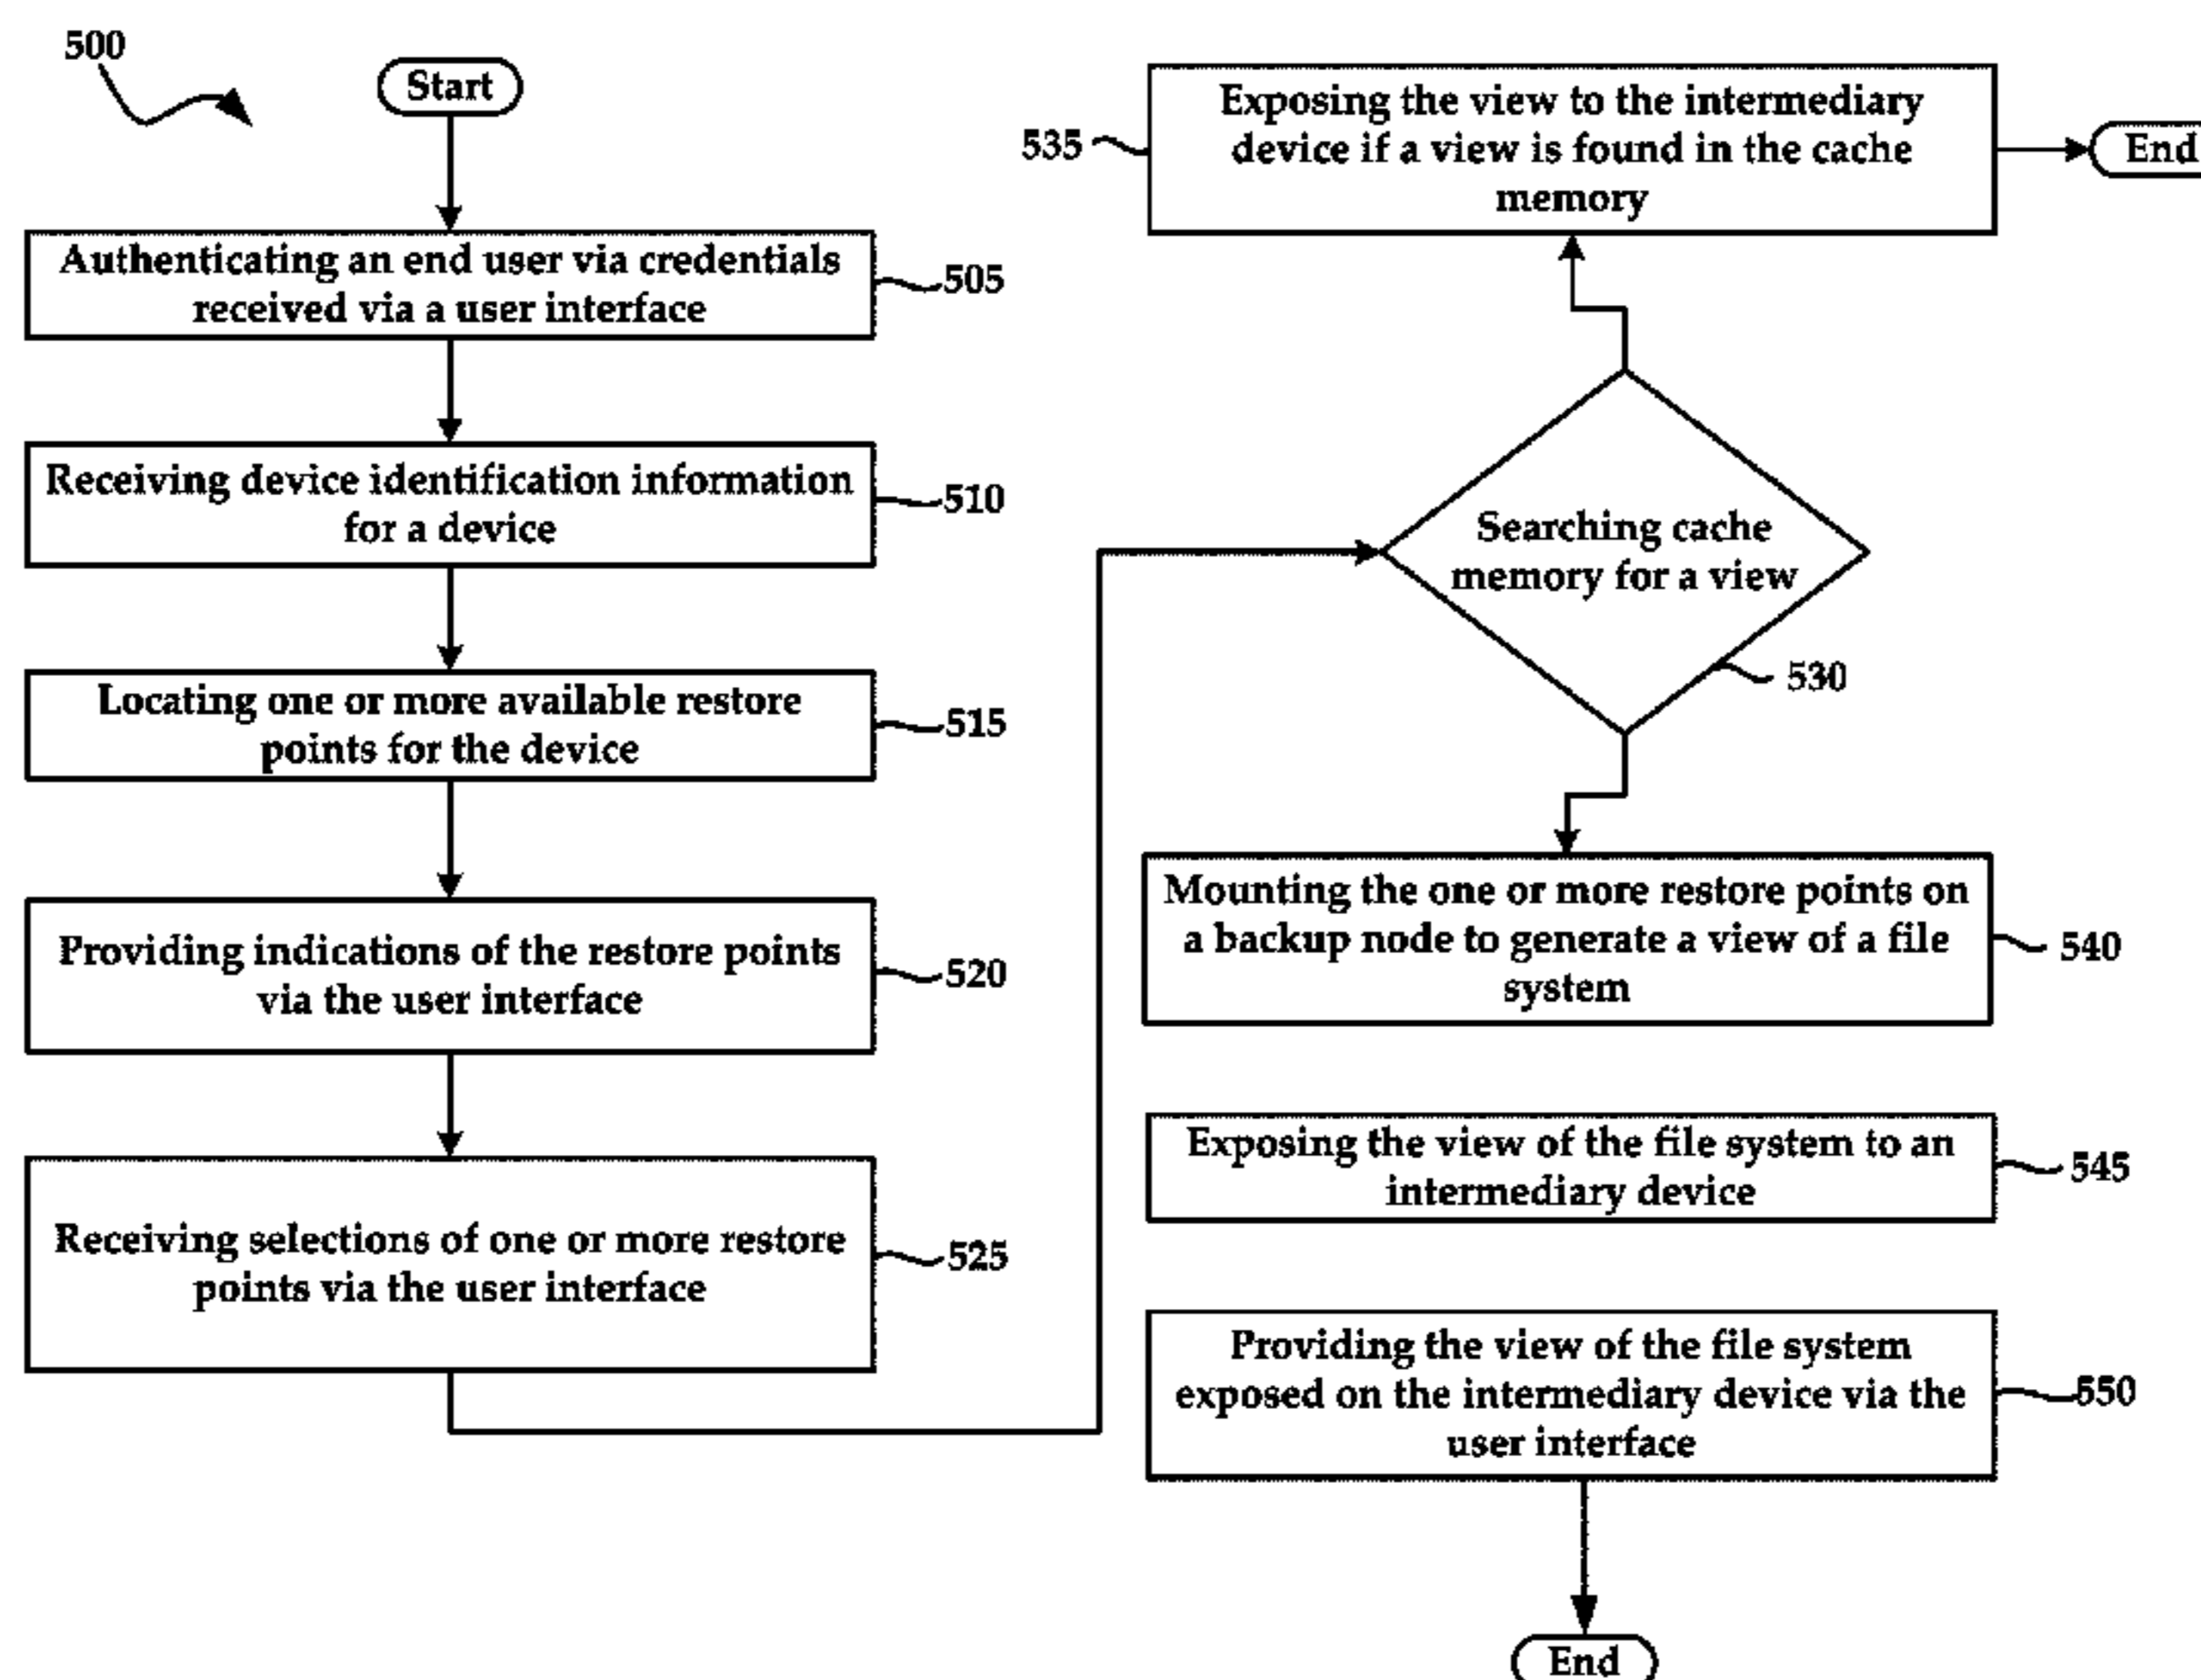 500
Start
Authenticating an end user via credentials
received via a user interface
505
Receiving device identification information
for a device
510
Locating one or more available restore
points for the device
515
Providing indications of the restore points
via the user interface
520
Receiving selections of one or more restore
points via the user interface
525
Exposing the view to the intermediary
device if a view is found in the cache
memory
535
End
Searching cache
memory for a view
530
Mounting the one or more restore points on
a backup node to generate a view of a file
system
540
Exposing the view of the file system to an
intermediary device
545
Providing the view of the file system
exposed on the intermediary device via the
user interface
550
End